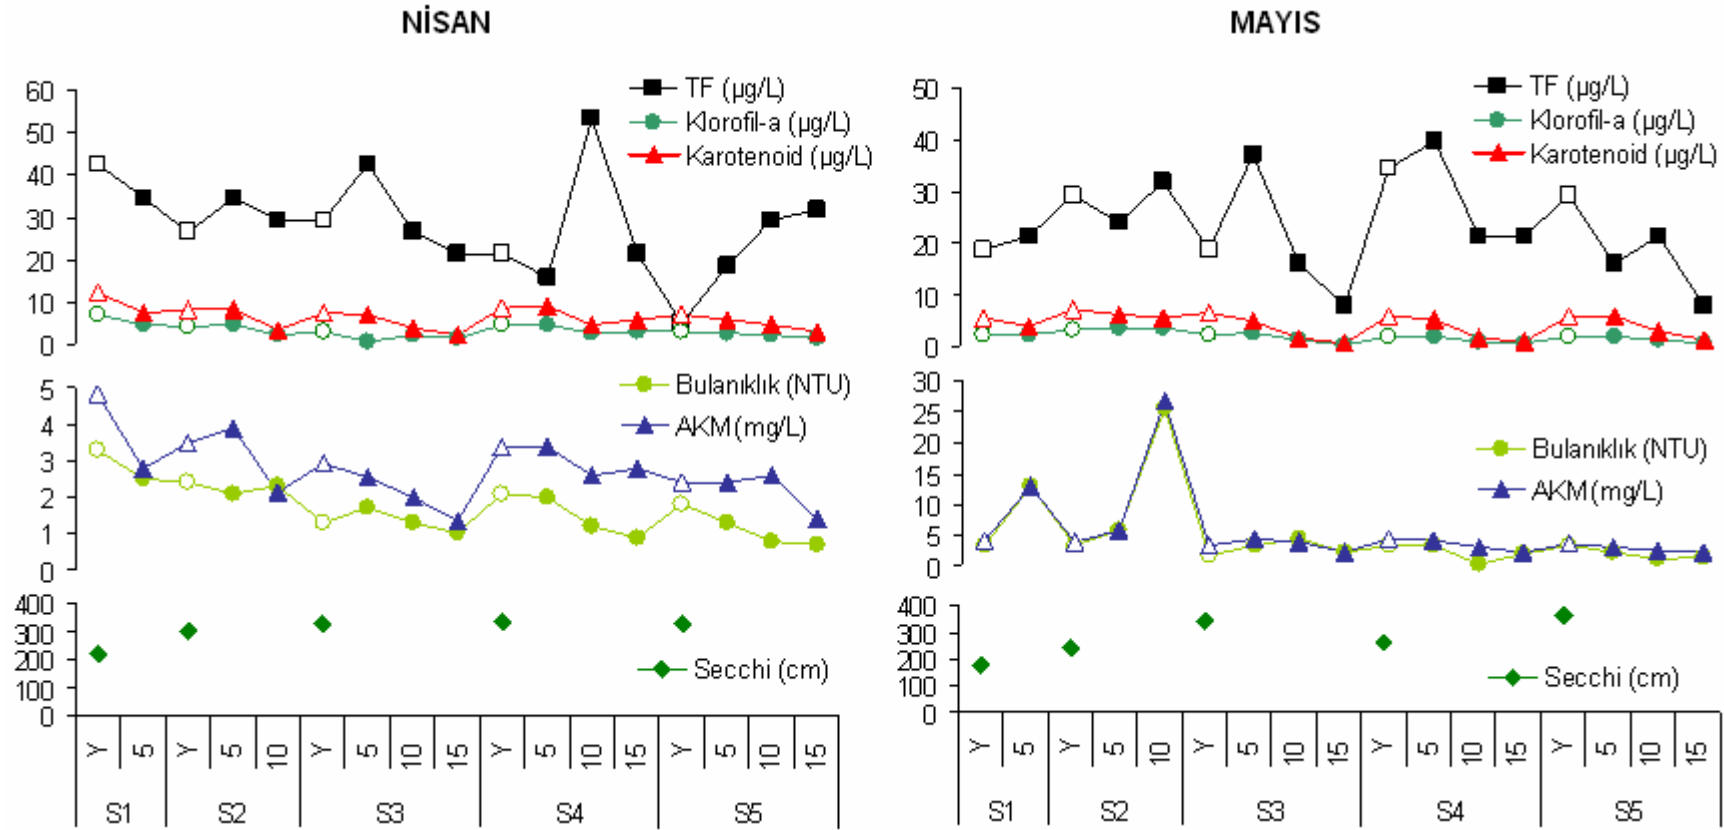 NİSAN
60
50
40
30
20
10
0
TF (µg/L)
Klorofil-a (µg/L)
Karotenoid (µg/L)
5
4
3
2
1
0
Bulanıklık (NTU)
AKM (mg/L)
400
300
200
100
0
Secchi (cm)
Y 5 Y 5 10 Y 5 10 15 Y 5 10 15 Y 5 10 15
S1 S2 S3 S4 S5
MAYIS
50
40
30
20
10
0
TF (µg/L)
Klorofil-a (µg/L)
Karotenoid (µg/L)
30
25
20
15
10
5
0
Bulanıklık (NTU)
AKM (mg/L)
400
300
200
100
0
Secchi (cm)
Y 5 Y 5 10 Y 5 10 15 Y 5 10 15 Y 5 10 15
S1 S2 S3 S4 S5